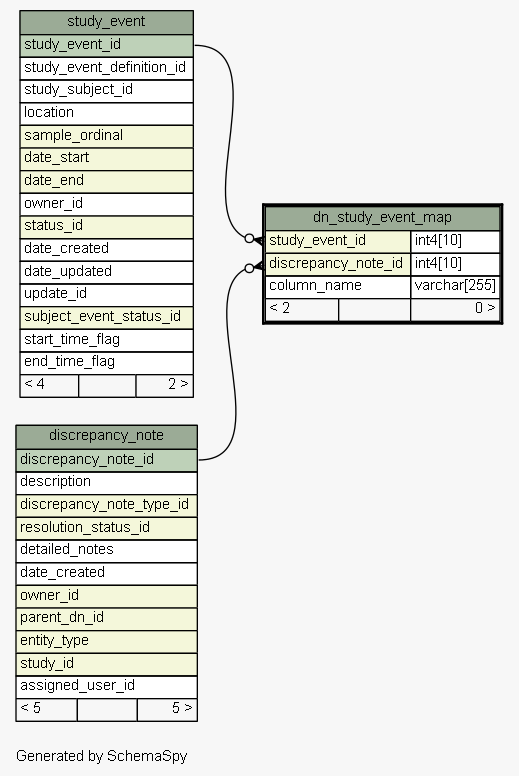 study_event
study_event_id
study_event_definition_id
study_subject_id
location
sample_ordinal
date_start
date_end
owner_id
status_id
date_created
date_updated
update_id
subject_event_status_id
start_time_flag
end_time_flag
< 4 2 >
dn_study_event_map
study_event_id int4[10]
discrepancy_note_id int4[10]
column_name varchar[255]
< 2 0 >
discrepancy_note
discrepancy_note_id
description
discrepancy_note_type_id
resolution_status_id
detailed_notes
date_created
owner_id
parent_dn_id
entity_type
study_id
assigned_user_id
< 5 5 >
Generated by SchemaSpy